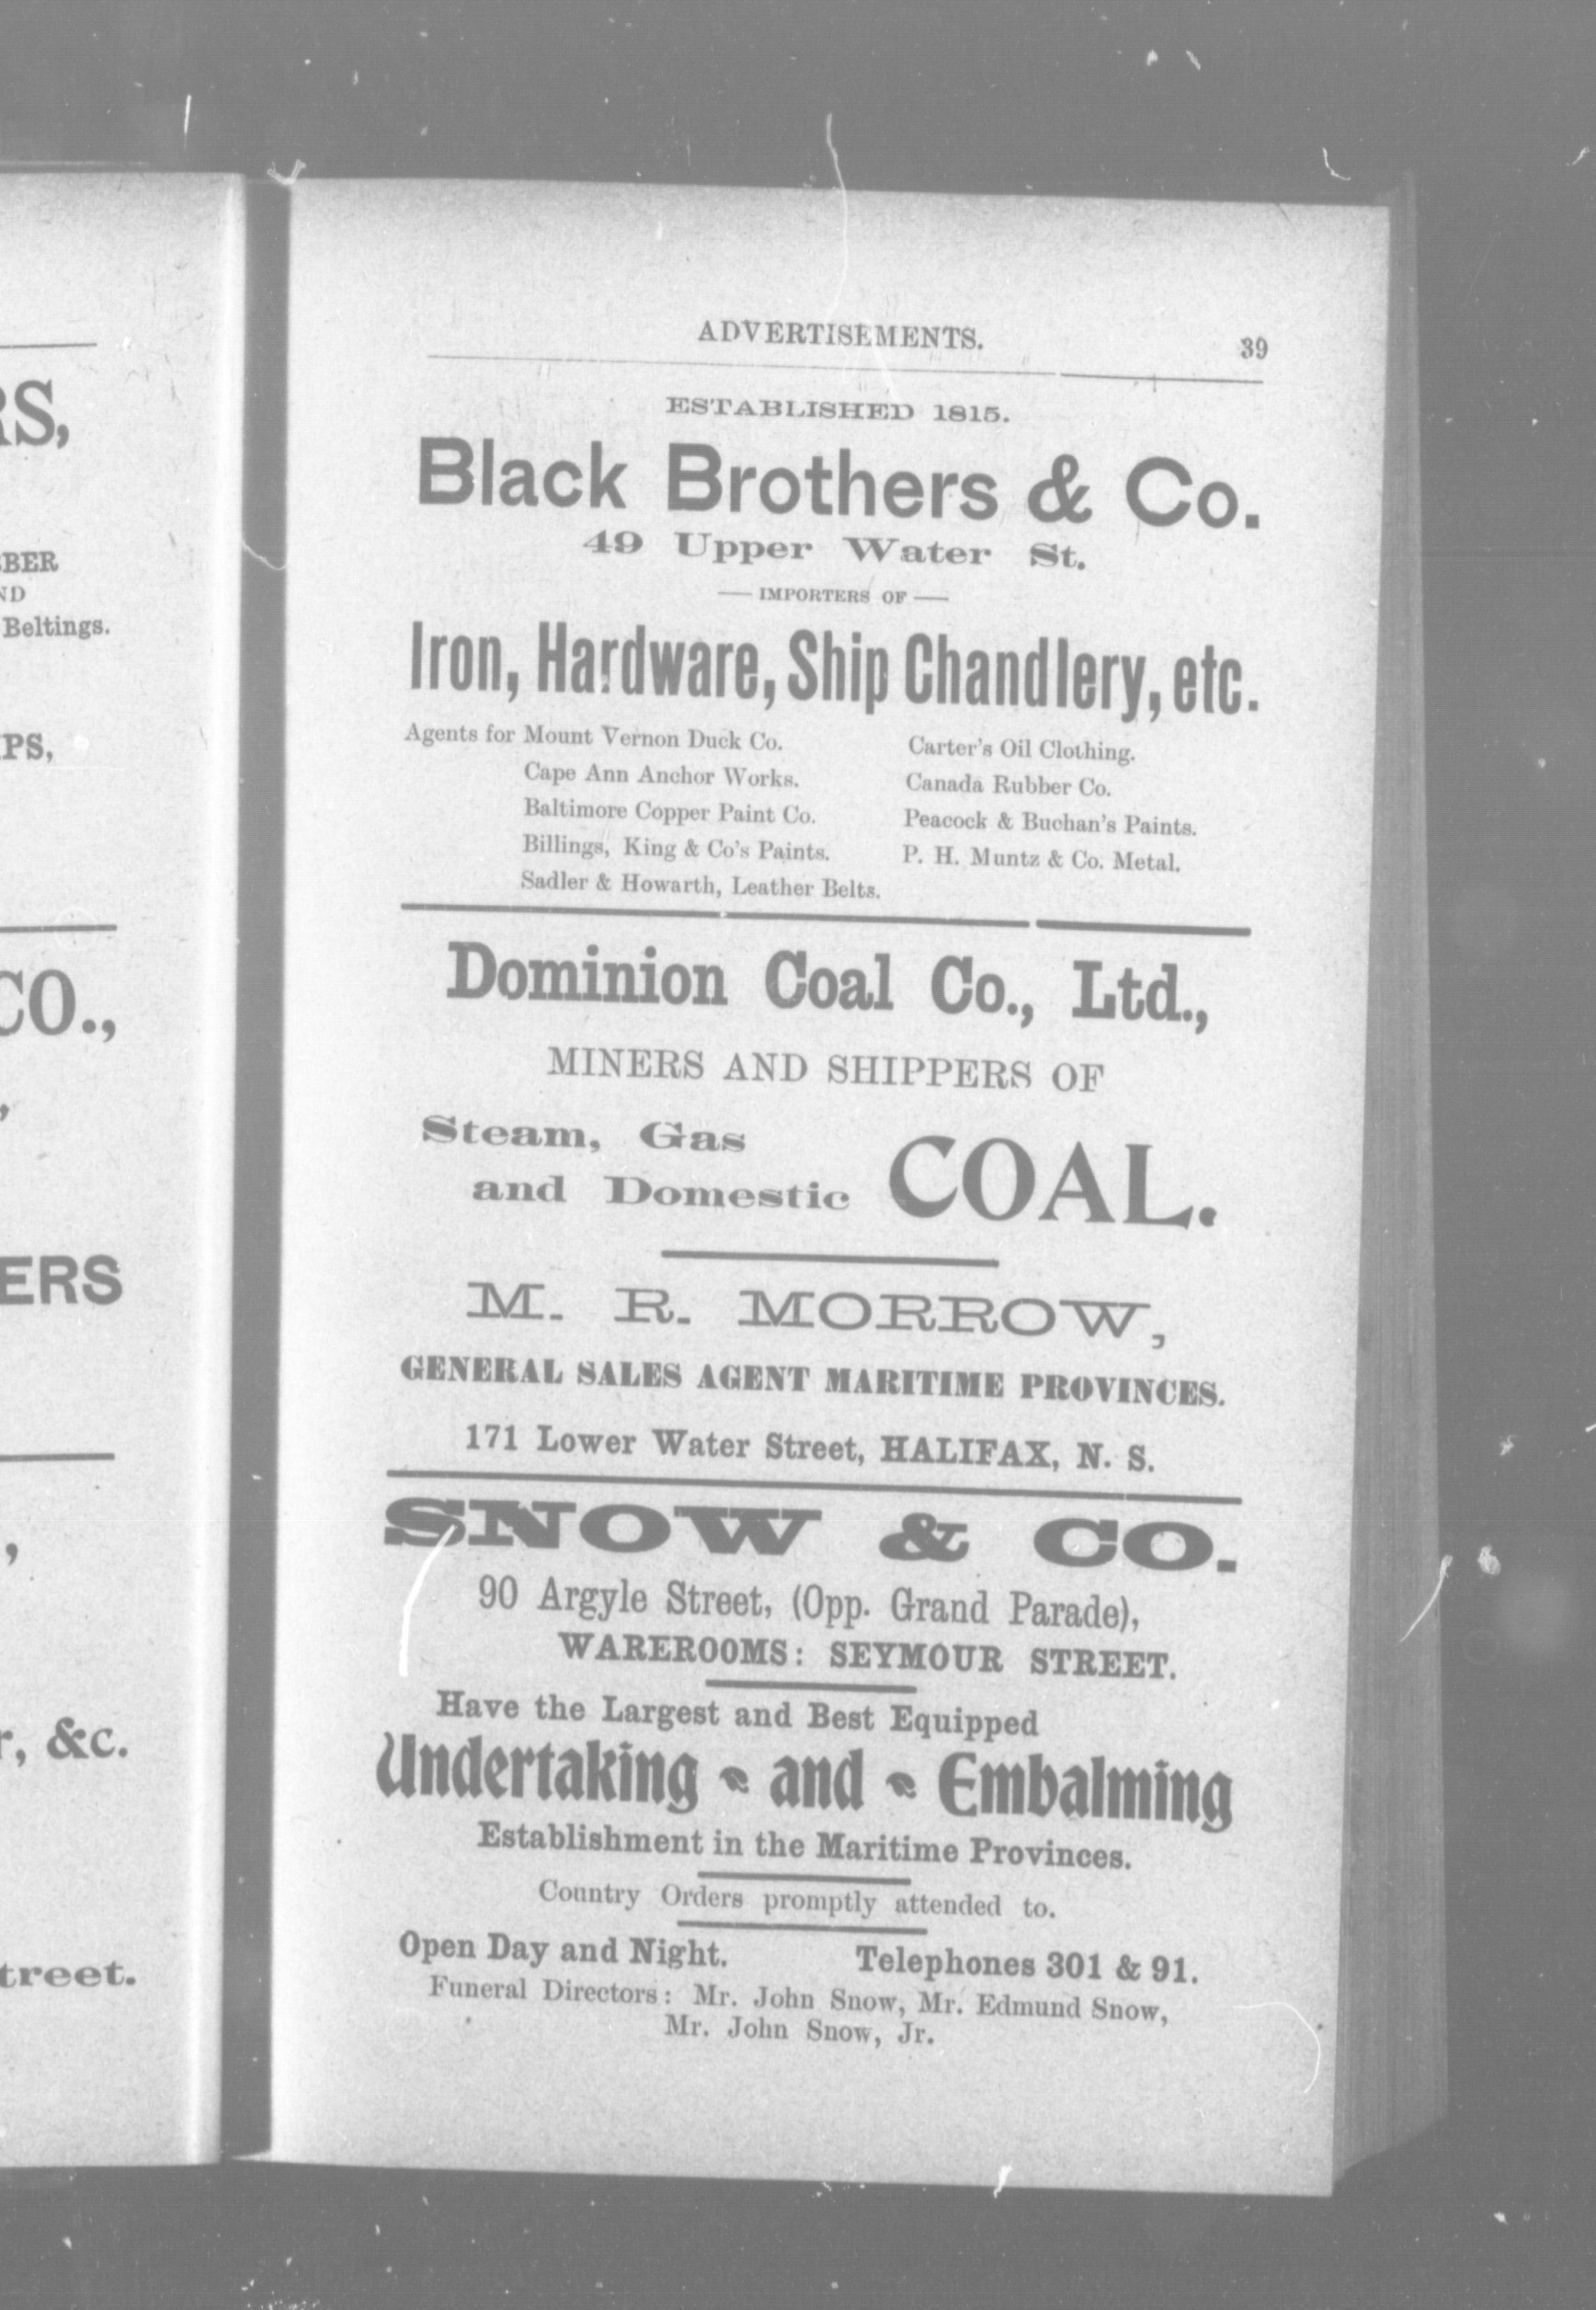 RS,
BBER
ND
Beltings.
PS,
CO.,
,
ERS
,
r, &c.
treet.
ADVERTISEMENTS. 39
ESTABLISHED 1815.
Black Brothers & Co.
49 Upper Water St.
— IMPORTERS OF —
Iron, Hardware, Ship Chandlery, etc.
Agents for Mount Vernon Duck Co. Carter's Oil Clothing.
Cape Ann Anchor Works. Canada Rubber Co.
Baltimore Copper Paint Co. Peacock & Buchan's Paints.
Billings, King & Co's Paints. P. H. Muntz & Co. Metal.
Sadler & Howarth, Leather Belts.
Dominion Coal Co., Ltd.,
MINERS AND SHIPPERS OF
Steam, Gas
and Domestic COAL.
M. R. MORROW,
GENERAL SALES AGENT MARITIME PROVINCES.
171 Lower Water Street, HALIFAX, N. S.
SNOW & CO.
90 Argyle Street, (Opp. Grand Parade),
WAREROOMS: SEYMOUR STREET.
Have the Largest and Best Equipped
Undertaking - and - Embalming
Establishment in the Maritime Provinces.
Country Orders promptly attended to.
Open Day and Night. Telephones 301 & 91.
Funeral Directors: Mr. John Snow, Mr. Edmund Snow,
Mr. John Snow, Jr.